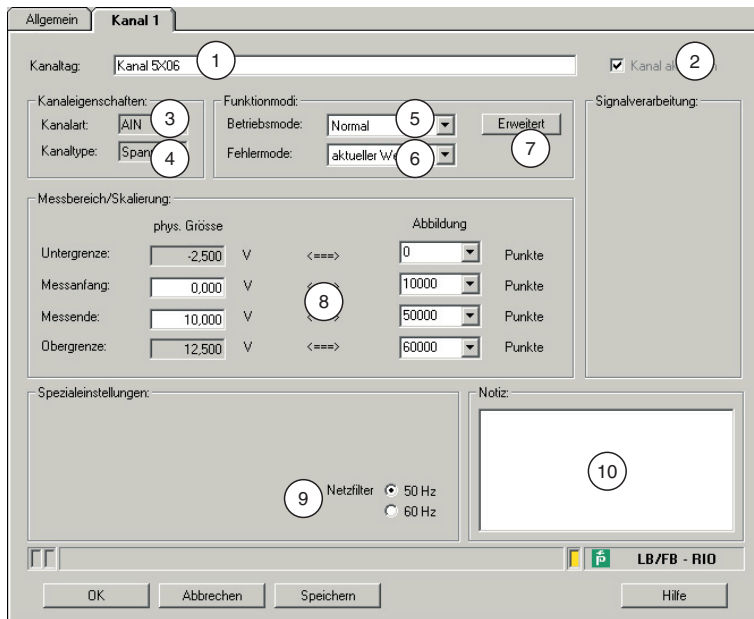 Allgemein Kanal 1
Kanaltag: Kanal 5X06 1 Kanal 2
Kanaleigenschaften: Funktionmodi: Signalverarbeitung:
Kanalart: AIN 3 Betriebsmode: Normal 5 Erweitert
Kanaltype: 4 Fehlermode: aktueller 6 7
Messbereich/Skalierung:
phys. Grösse Abbildung
Untergrenze: -2,500 V <===> 0 Punkte
Messanfang: 0,000 V 10000 Punkte
8
Messende: 10,000 V 50000 Punkte
Obergrenze: 12,500 V <===> 60000 Punkte
Spezialeinstellungen: Notiz:
9 Netzfilter 50 Hz 10
60 Hz
LB/FB - RIO
OK Abbrechen Speichern Hilfe